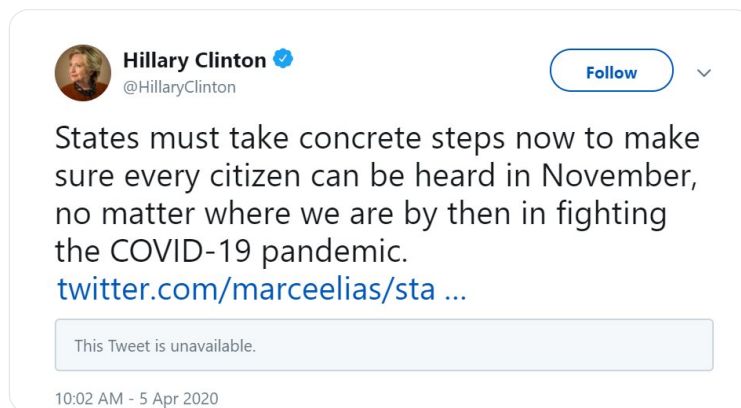 Hillary Clinton
@HillaryClinton
Follow
States must take concrete steps now to make
sure every citizen can be heard in November,
no matter where we are by then in fighting
the COVID-19 pandemic.
twitter.com/marceelias/sta ...
This Tweet is unavailable.
10:02 AM - 5 Apr 2020